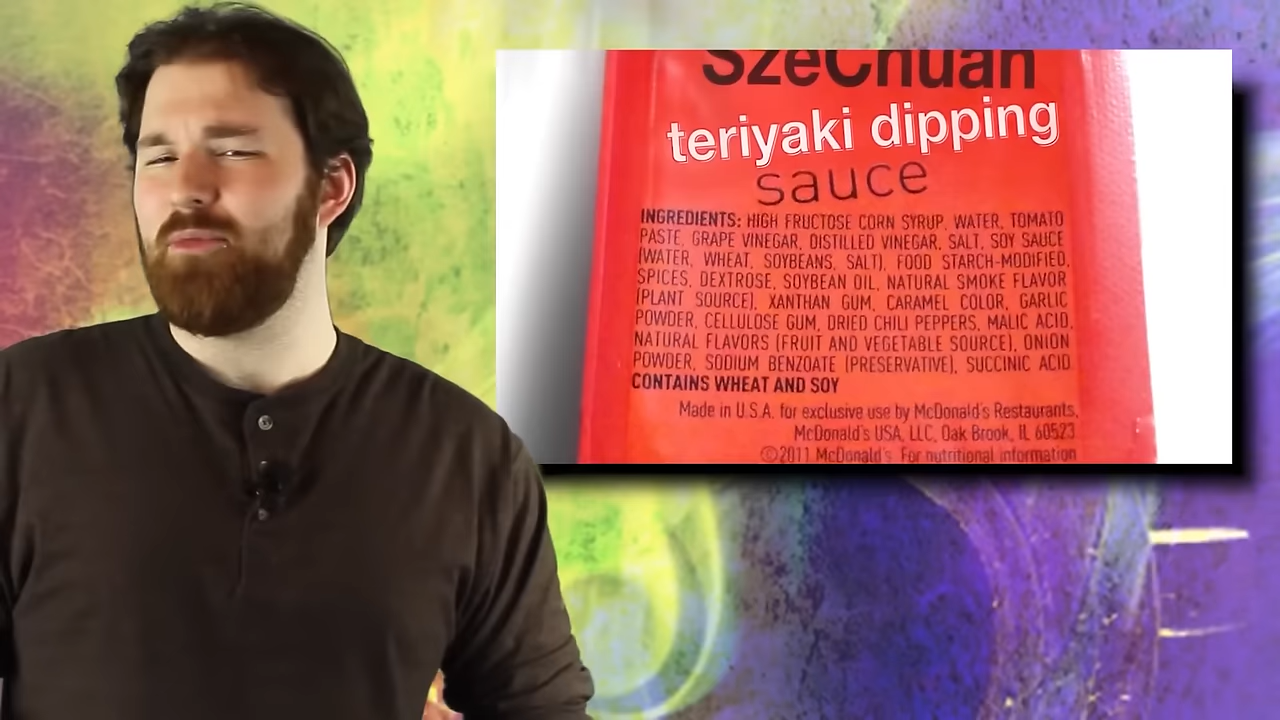 SzeChuan
teriyaki dipping
sauce
INGREDIENTS: HIGH FRUCTOSE CORN SYRUP, WATER, TOMATO
PASTE, GRAPE VINEGAR, DISTILLED VINEGAR, SALT, SOY SAUCE
(WATER, WHEAT, SOYBEANS, SALT), FOOD STARCH-MODIFIED,
SPICES, DEXTROSE, SOYBEAN OIL, NATURAL SMOKE FLAVOR
(PLANT SOURCE), XANTHAN GUM, CARAMEL COLOR, GARLIC
POWDER, CELLULOSE GUM, DRIED CHILI PEPPERS, MALIC ACID,
NATURAL FLAVORS (FRUIT AND VEGETABLE SOURCE), ONION
POWDER, SODIUM BENZOATE (PRESERVATIVE), SUCCINIC ACID
CONTAINS WHEAT AND SOY
Made in U.S.A. for exclusive use by McDonald's Restaurants,
McDonald's USA, LLC, Oak Brook, IL 60523
©2011 McDonald's For nutritional information